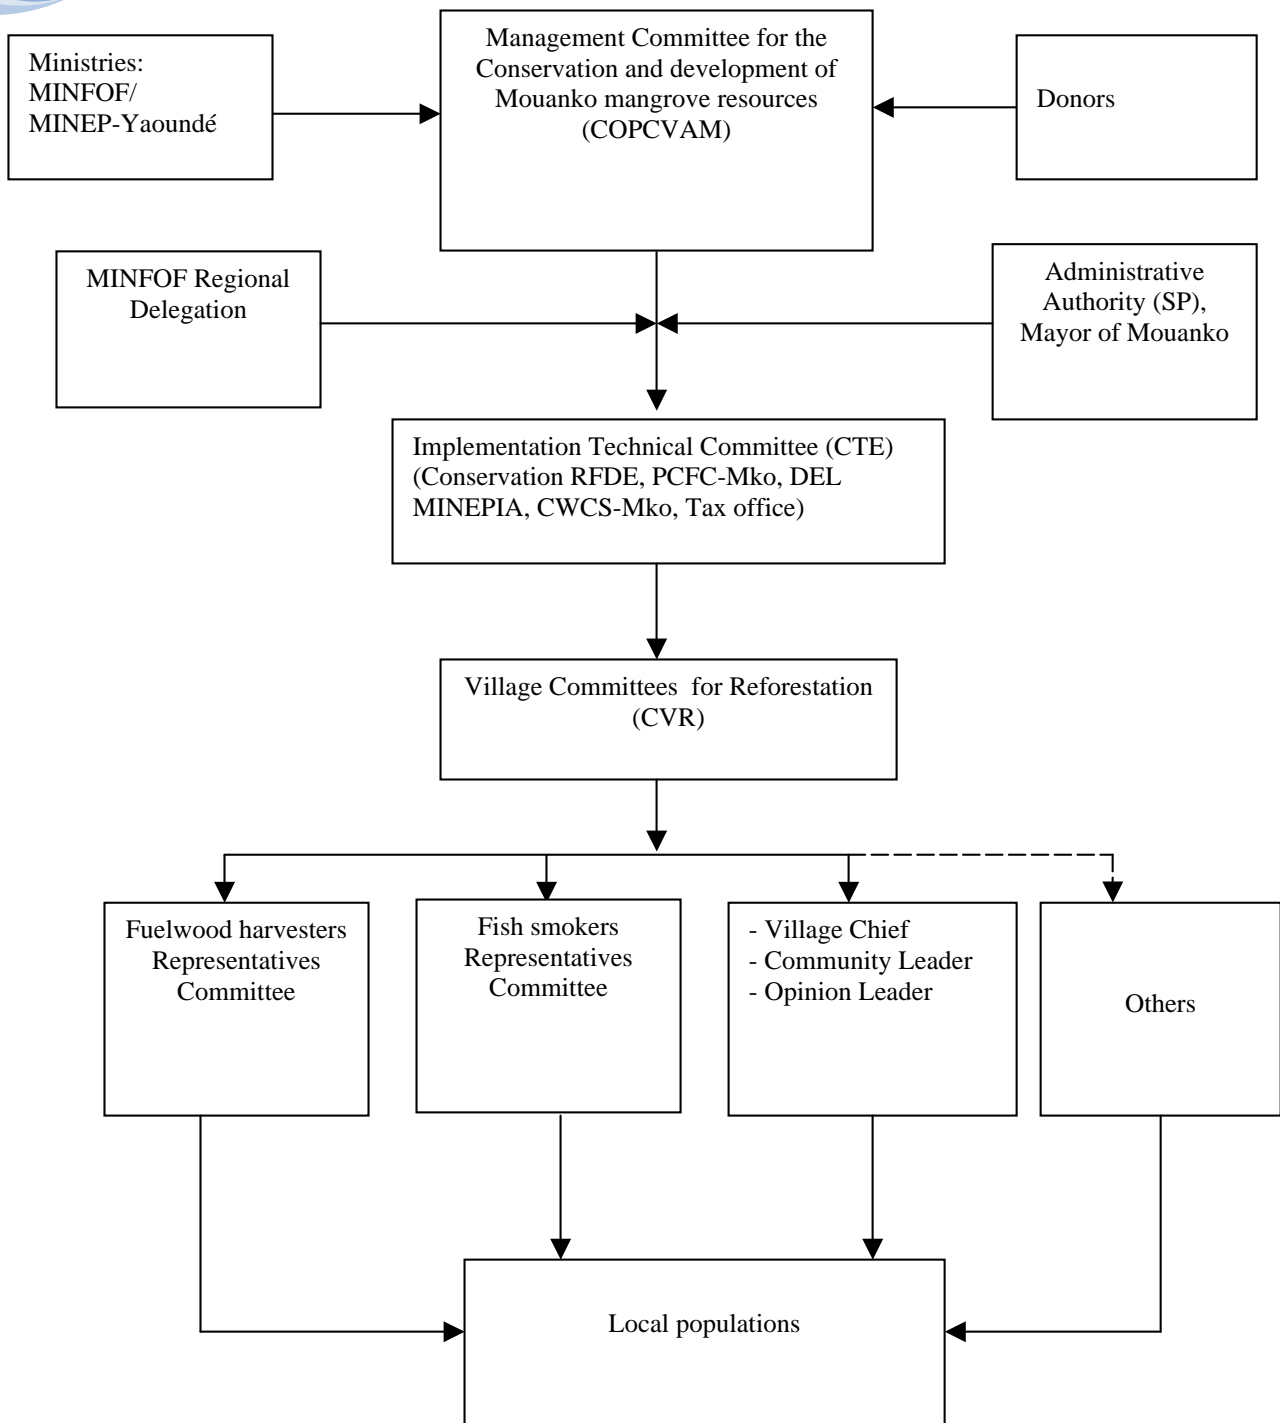 Ministries:
MINFOF/
MINEP-Yaoundé
Management Committee for the
Conservation and development of
Mouanko mangrove resources
(COPCVAM)
Donors
MINFOF Regional
Delegation
Administrative
Authority (SP),
Mayor of Mouanko
Implementation Technical Committee (CTE)
(Conservation RFDE, PCFC-Mko, DEL
MINEPIA, CWCS-Mko, Tax office)
Village Committees  for Reforestation
(CVR)
Fuelwood harvesters
Representatives
Committee
Fish smokers
Representatives
Committee
- Village Chief
- Community Leader
- Opinion Leader
Others
Local populations